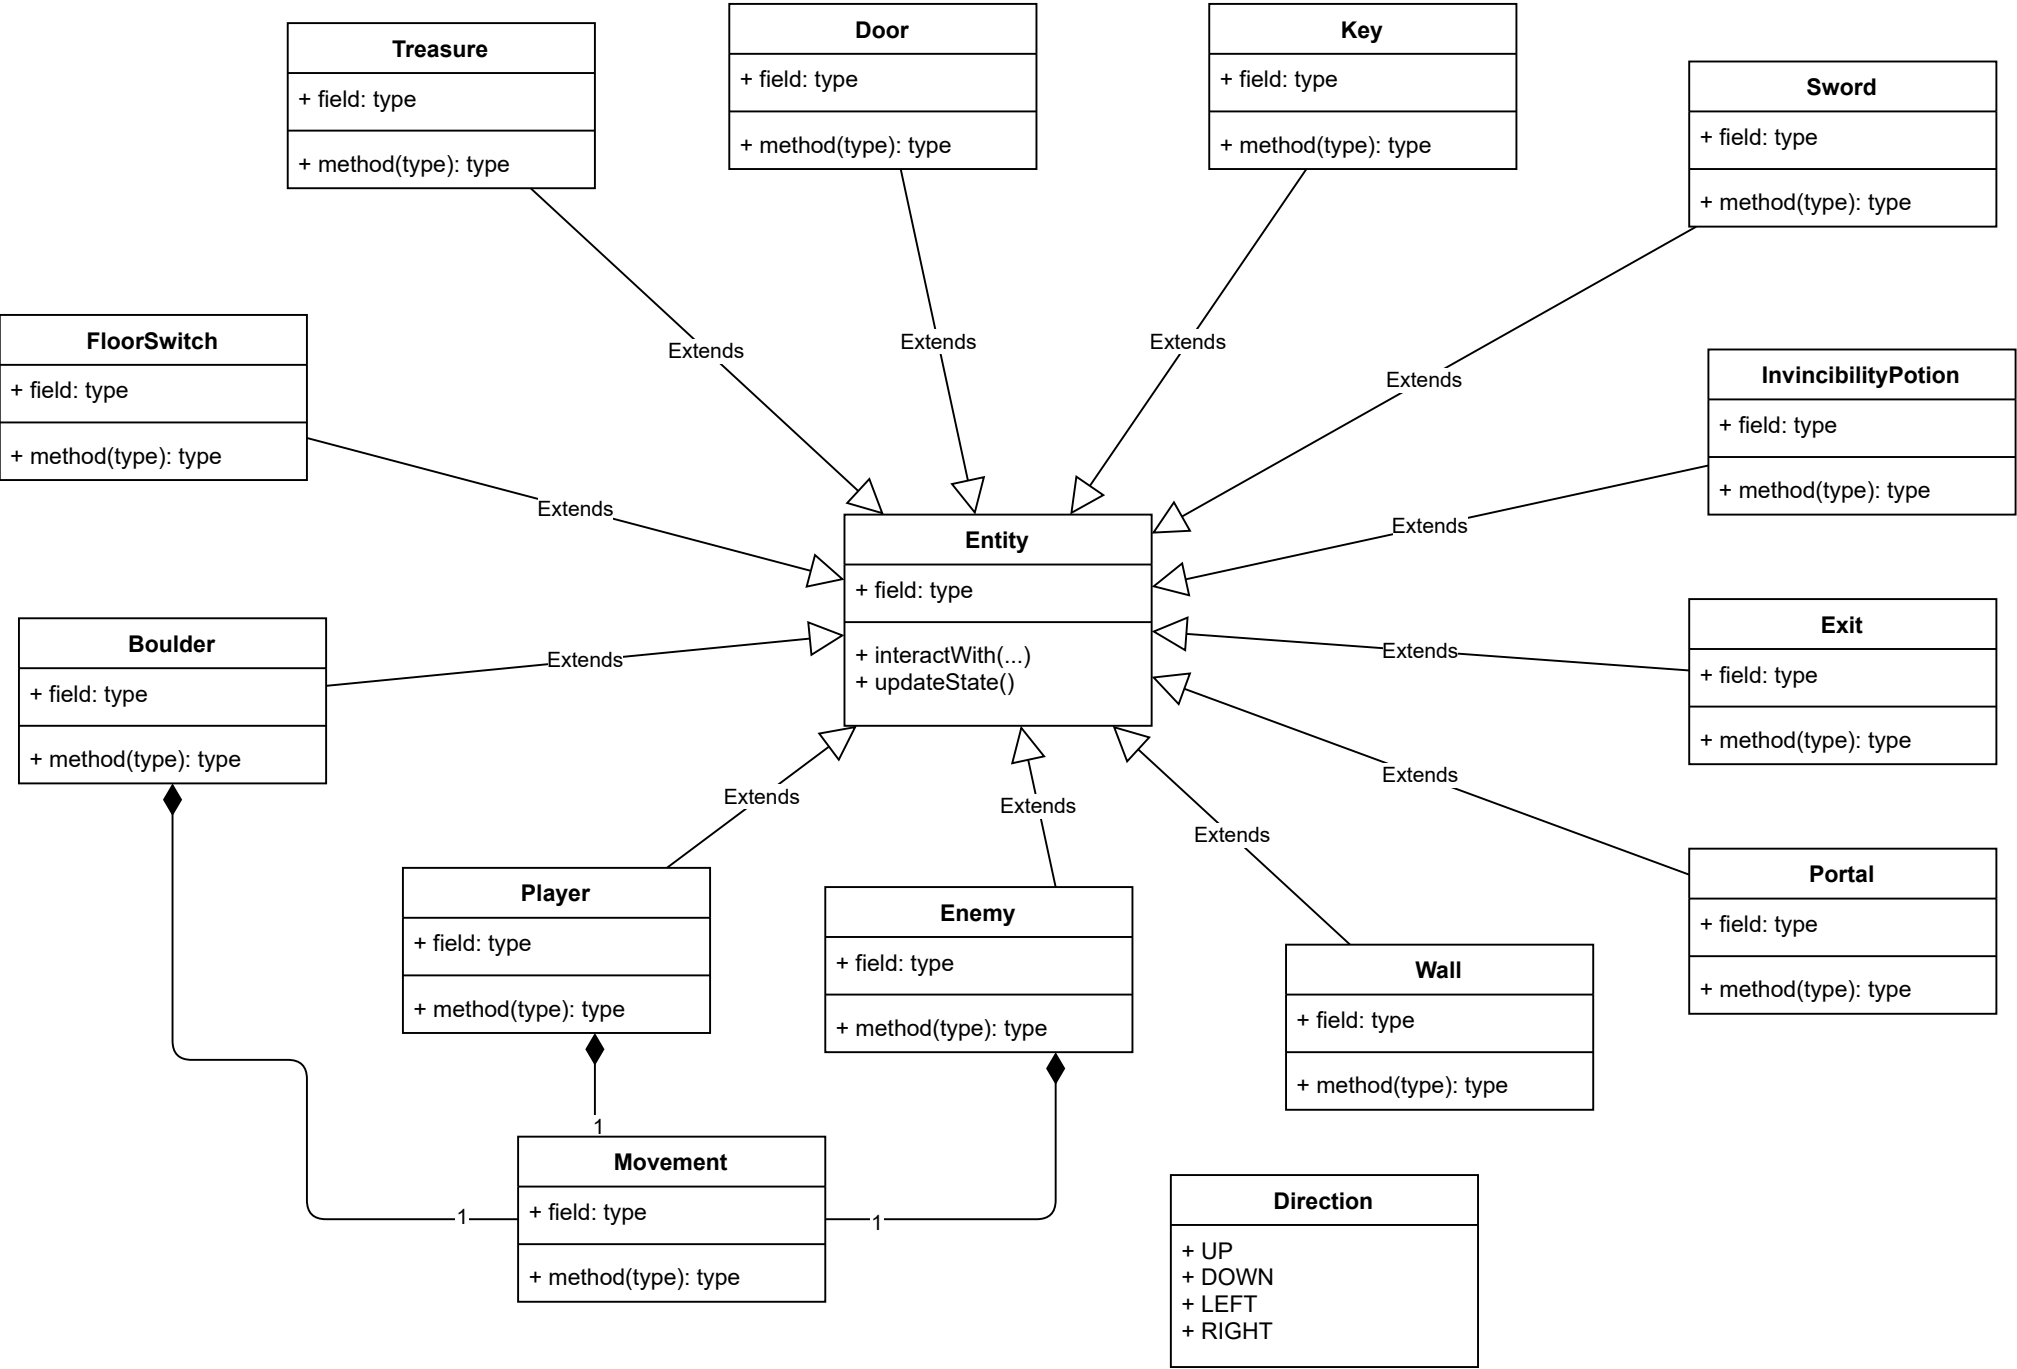 Treasure
+ field: type
+ method(type): type
Door
+ field: type
+ method(type): type
Key
+ field: type
+ method(type): type
Sword
+ field: type
+ method(type): type
FloorSwitch
+ field: type
+ method(type): type
InvincibilityPotion
+ field: type
+ method(type): type
Extends
Extends
Extends
Extends
Extends
Extends
Entity
+ field: type
+ interactWith(...)
+ updateState()
Boulder
+ field: type
+ method(type): type
Extends
Extends
Exit
+ field: type
+ method(type): type
Extends
Extends
Extends
Extends
Player
+ field: type
+ method(type): type
Enemy
+ field: type
+ method(type): type
Wall
+ field: type
+ method(type): type
Portal
+ field: type
+ method(type): type
1
1
1
Movement
+ field: type
+ method(type): type
Direction
+ UP
+ DOWN
+ LEFT
+ RIGHT